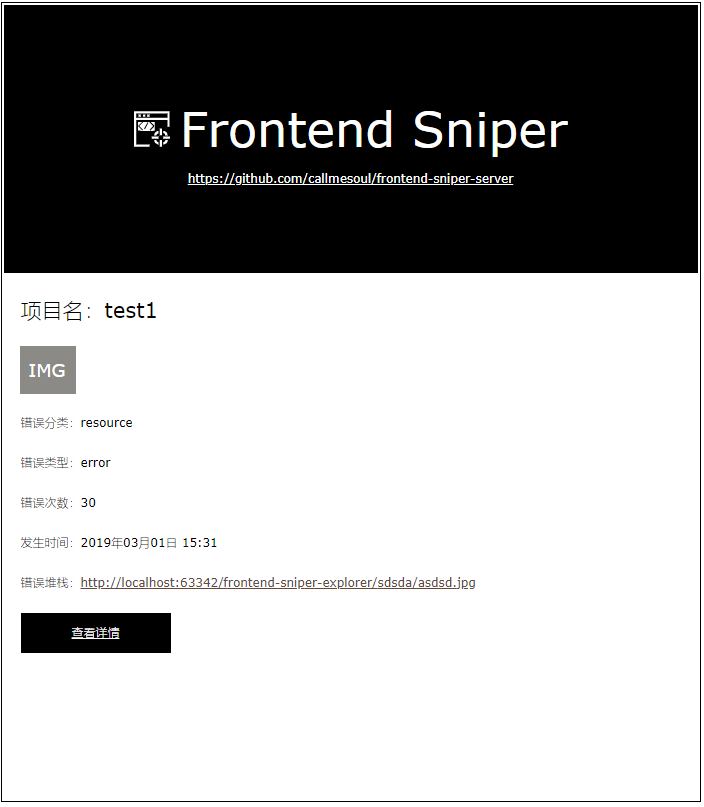 Frontend Sniper
https://github.com/callmesoul/frontend-sniper-server
项目名：test1
IMG
错误分类：resource
错误类型：error
错误次数：30
发生时间：2019年03月01日 15:31
错误堆栈：http://localhost:63342/frontend-sniper-explorer/sdsda/asdsd.jpg
查看详情